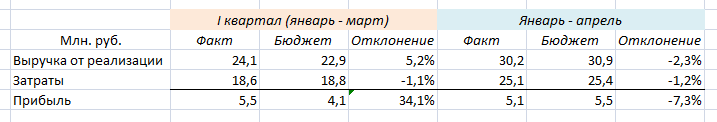 I квартал (январь - март) Январь - апрель
Млн. руб. Факт Бюджет Отклонение Факт Бюджет Отклонение
Выручка от реализации 24,1 22,9 5,2% 30,2 30,9 -2,3%
Затраты 18,6 18,8 -1,1% 25,1 25,4 -1,2%
Прибыль 5,5 4,1 34,1% 5,1 5,5 -7,3%